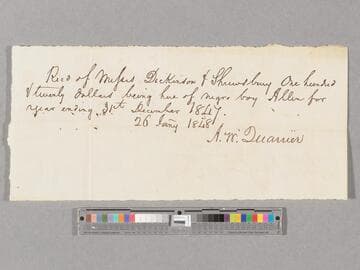 Recd of Messrs Dickinson & Shrewsbury One hundred
& twenty dollars being hire of negro boy Allen for
year ending 31st December 1847.
26 Jany 1848
A. W. Quarrier